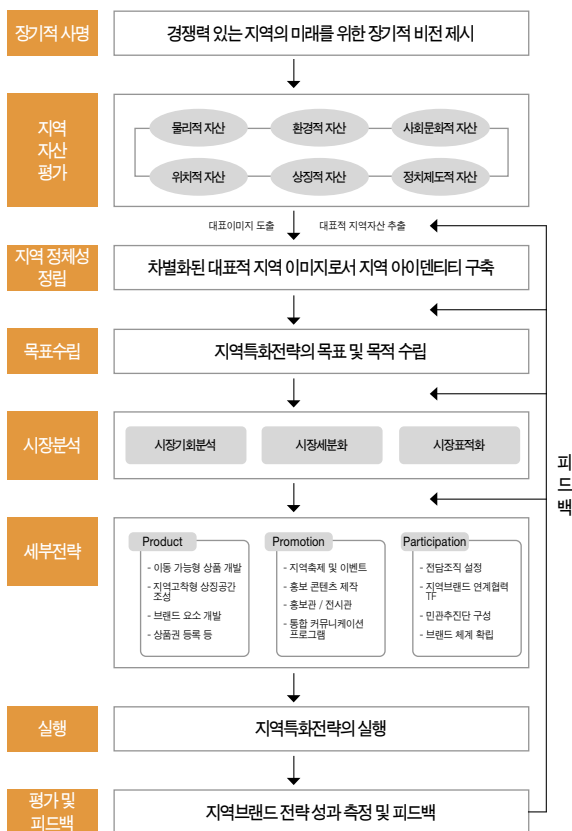 장기적 사명
경쟁력 있는 지역의 미래를 위한 장기적 비전 제시
지역
자산
평가
물리적 자산
환경적 자산
사회문화적 자산
위치적 자산
상징적 자산
정치제도적 자산
대표이미지 도출
대표적 지역자산 추출
지역 정체성
정립
차별화된 대표적 지역 이미지로서 지역 아이덴티티 구축
목표수립
지역특화전략의 목표 및 목적 수립
시장분석
시장기회분석
시장세분화
시장표적화
피
드
백
세부전략
Product
- 이동 가능형 상품 개발
- 지역고착형 상징공간
조성
- 브랜드 요소 개발
- 상품권 등록 등
Promotion
- 지역축제 및 이벤트
- 홍보 콘텐츠 제작
- 홍보관 / 전시관
- 통합 커뮤니케이션
프로그램
Participation
- 전담조직 설정
- 지역브랜드 연계협력
TF
- 민관추진단 구성
- 브랜드 체계 확립
실행
지역특화전략의 실행
평가 및
피드백
지역브랜드 전략 성과 측정 및 피드백